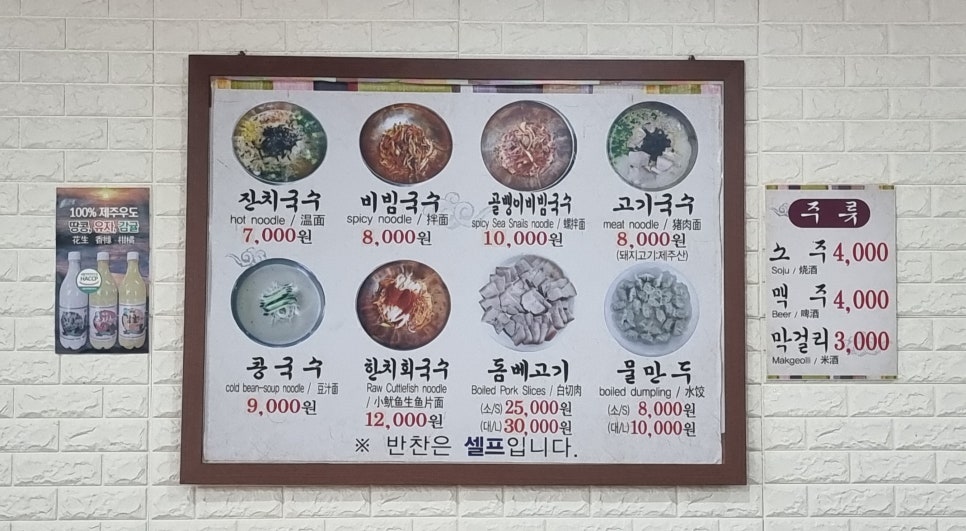 100% 제주우도
땅콩, 유자, 감귤
花生 香橼 柑橘
HACCP
잔치국수
hot noodle / 温面
7,000원
비빔국수
spicy noodle / 拌面
8,000원
골뱅이비빔국수
spicy Sea Snails noodle / 螺拌面
10,000원
고기국수
meat noodle / 猪肉面
8,000원
(돼지고기:제주산)
콩국수
cold bean-soup noodle / 豆汁面
9,000원
한치회국수
Raw Cuttlefish noodle
/ 小魷鱼生鱼片面
12,000원
돔베고기
Boiled Pork Slices / 白切肉
(소/S) 25,000원
(대/L) 30,000원
물만두
boiled dumpling / 水饺
(소/S) 8,000원
(대/L) 10,000원
※ 반찬은 셀프입니다.
주 륫
소 주 4,000
Soju / 烧酒
맥 주 4,000
Beer / 啤酒
막걸리 3,000
Makgeolli / 米酒